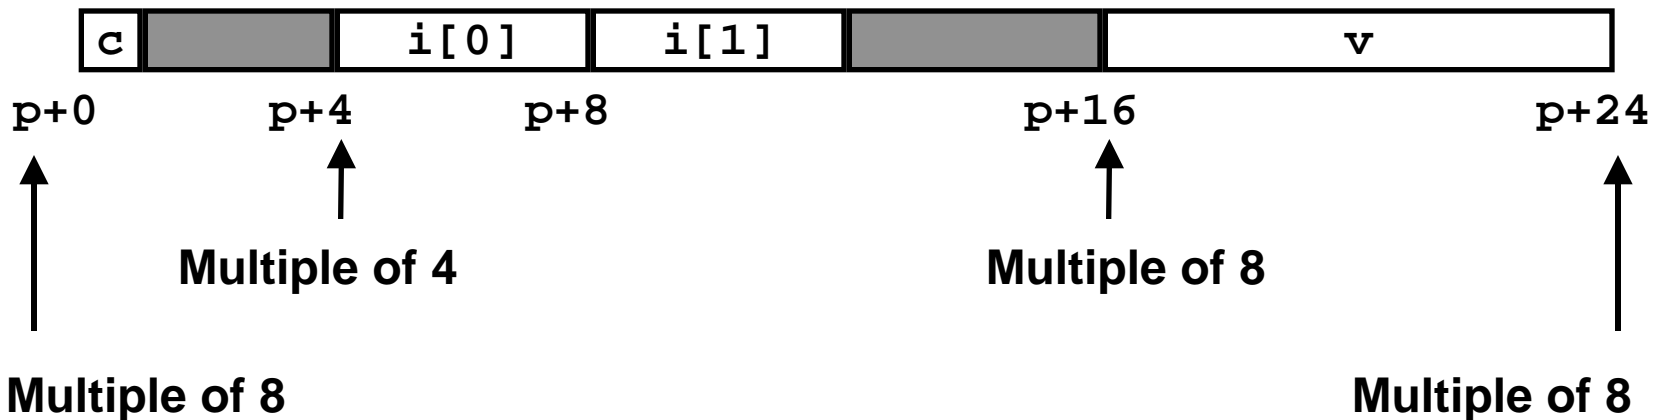 c i[0] i[1] v
p+0 p+4 p+8 p+16 p+24
Multiple of 4 Multiple of 8
Multiple of 8 Multiple of 8